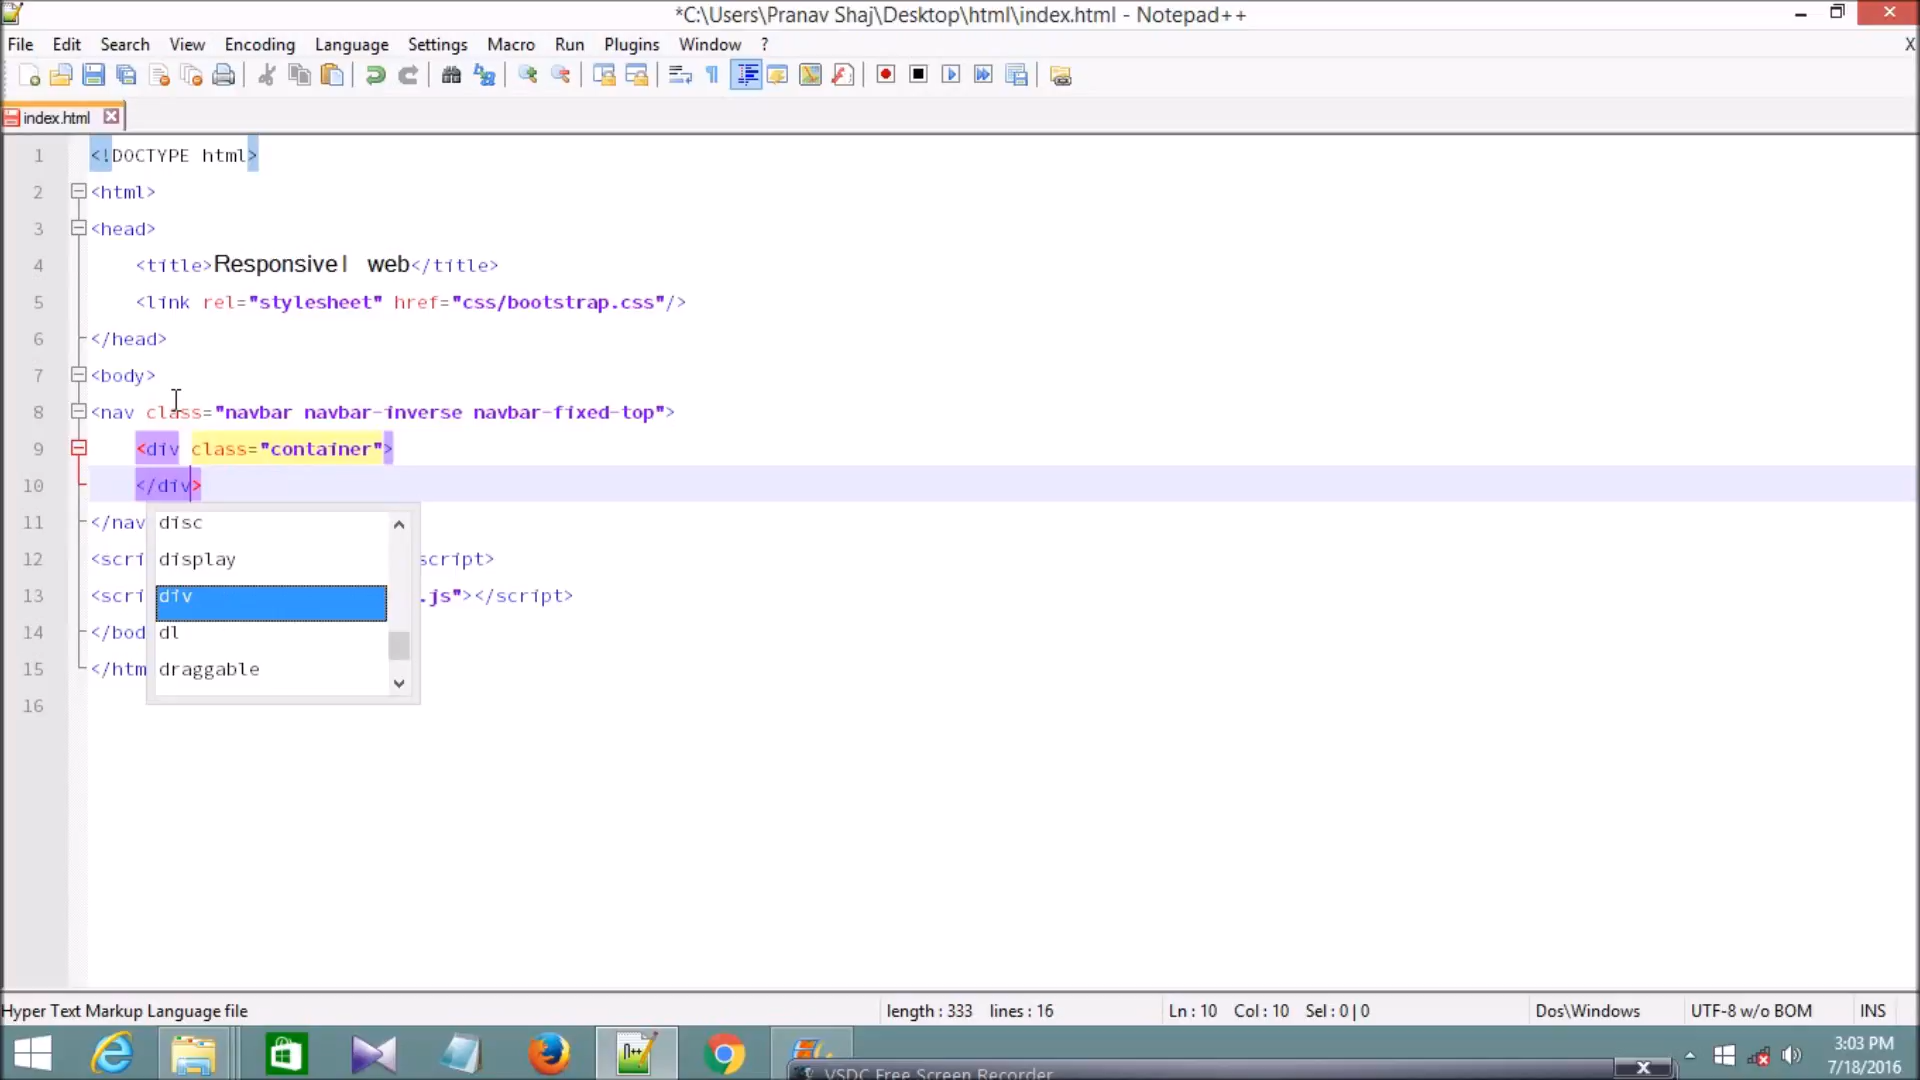 *C:\Users\Pranav Shaj\Desktop\html\index.html - Notepad++
File Edit Search View Encoding Language Settings Macro Run Plugins Window ? X
index.html
1 <!DOCTYPE html>
2 <html>
3 <head>
4 <title>Responsive| web</title>
5 <link rel="stylesheet" href="css/bootstrap.css"/>
6 </head>
7 <body>
8 <nav class="navbar navbar-inverse navbar-fixed-top">
9 <div class="container">
10 </div>
11 </nav disc
12 <scri display script>
13 <scri div .js"></script>
14 </bod dl
15 </htm draggable
16
Hyper Text Markup Language file length : 333 lines : 16 Ln : 10 Col : 10 Sel : 0 | 0 Dos\Windows UTF-8 w/o BOM INS
3:03 PM
7/18/2016
VSDC Free Screen Recorder